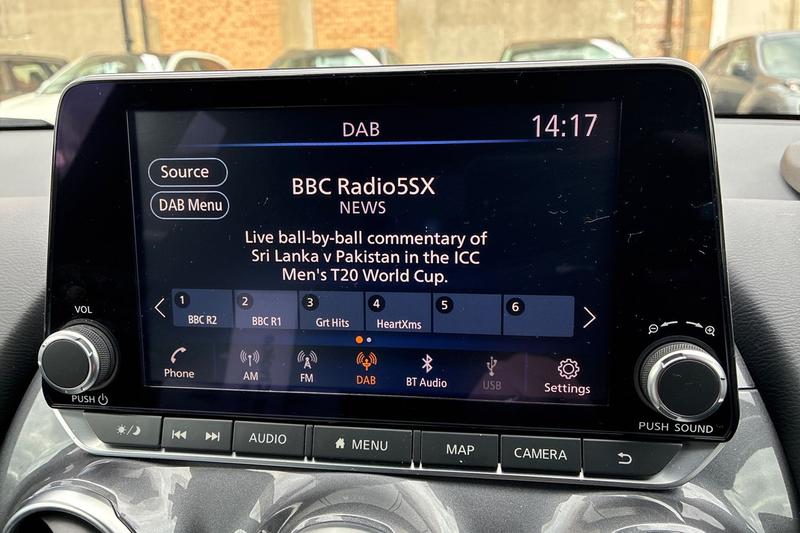 DAB
14:17
Source
DAB Menu
BBC Radio5SX
NEWS
Live ball-by-ball commentary of
Sri Lanka v Pakistan in the ICC
Men's T20 World Cup.
1 2 3 4 5 6
BBC R2 BBC R1 Grt Hits HeartXms
Phone AM FM DAB BT Audio USB Settings
VOL
PUSH
PUSH SOUND
AUDIO MENU MAP CAMERA